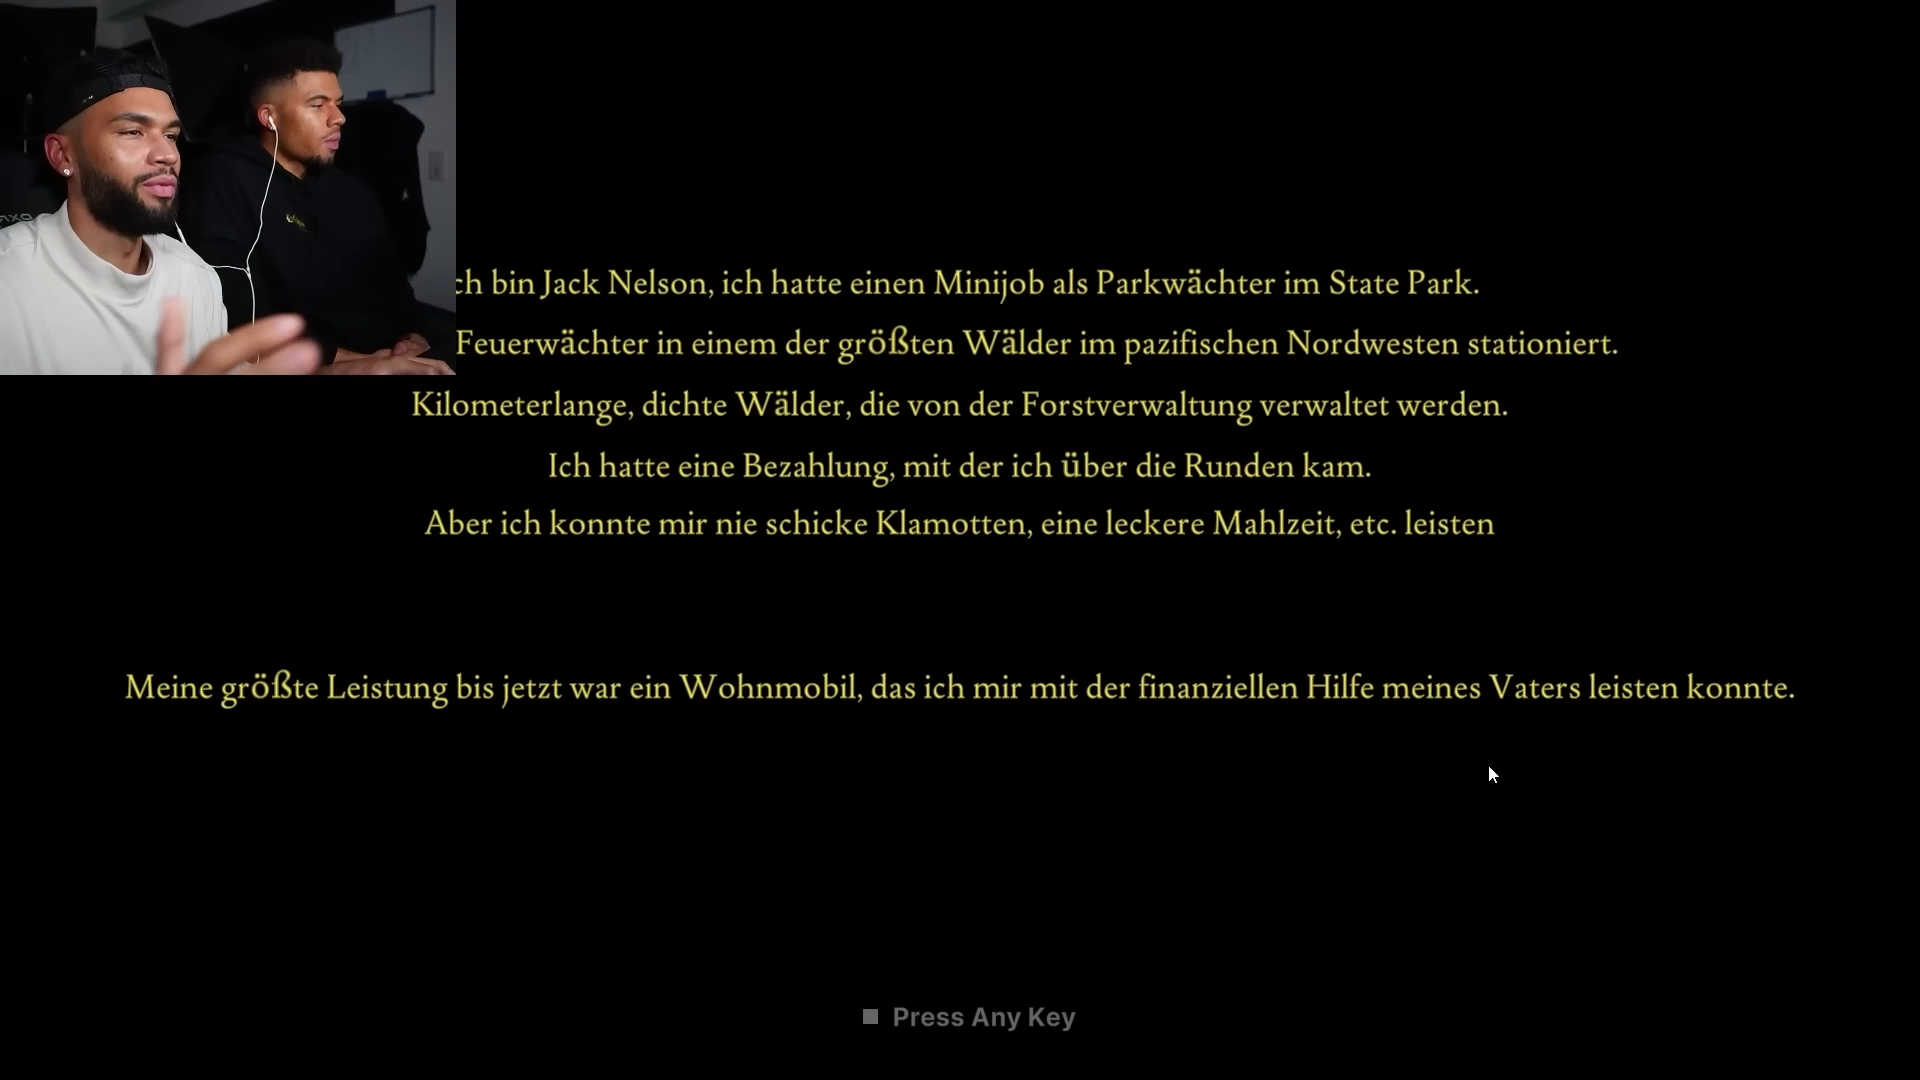 ch bin Jack Nelson, ich hatte einen Minijob als Parkwächter im State Park.
Feuerwächter in einem der größten Wälder im pazifischen Nordwesten stationiert.
Kilometerlange, dichte Wälder, die von der Forstverwaltung verwaltet werden.
Ich hatte eine Bezahlung, mit der ich über die Runden kam.
Aber ich konnte mir nie schicke Klamotten, eine leckere Mahlzeit, etc. leisten
Meine größte Leistung bis jetzt war ein Wohnmobil, das ich mir mit der finanziellen Hilfe meines Vaters leisten konnte.
Press Any Key